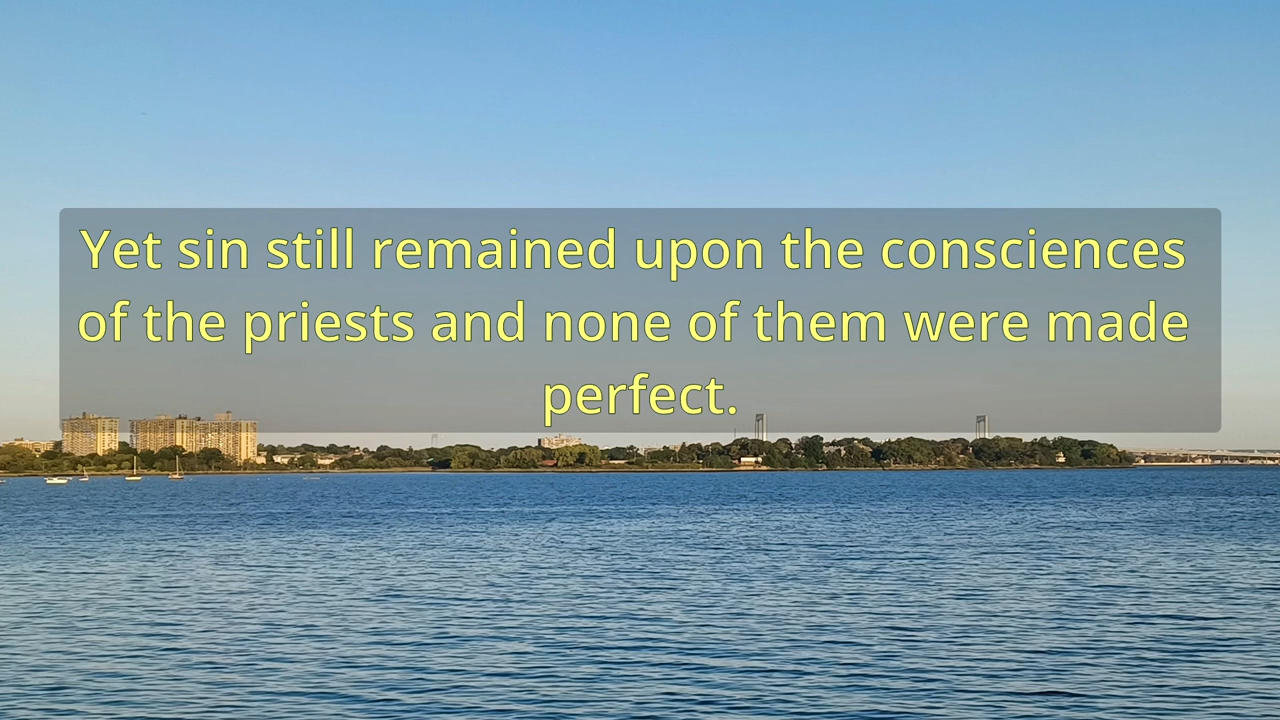 Yet sin still remained upon the consciences
of the priests and none of them were made
perfect.